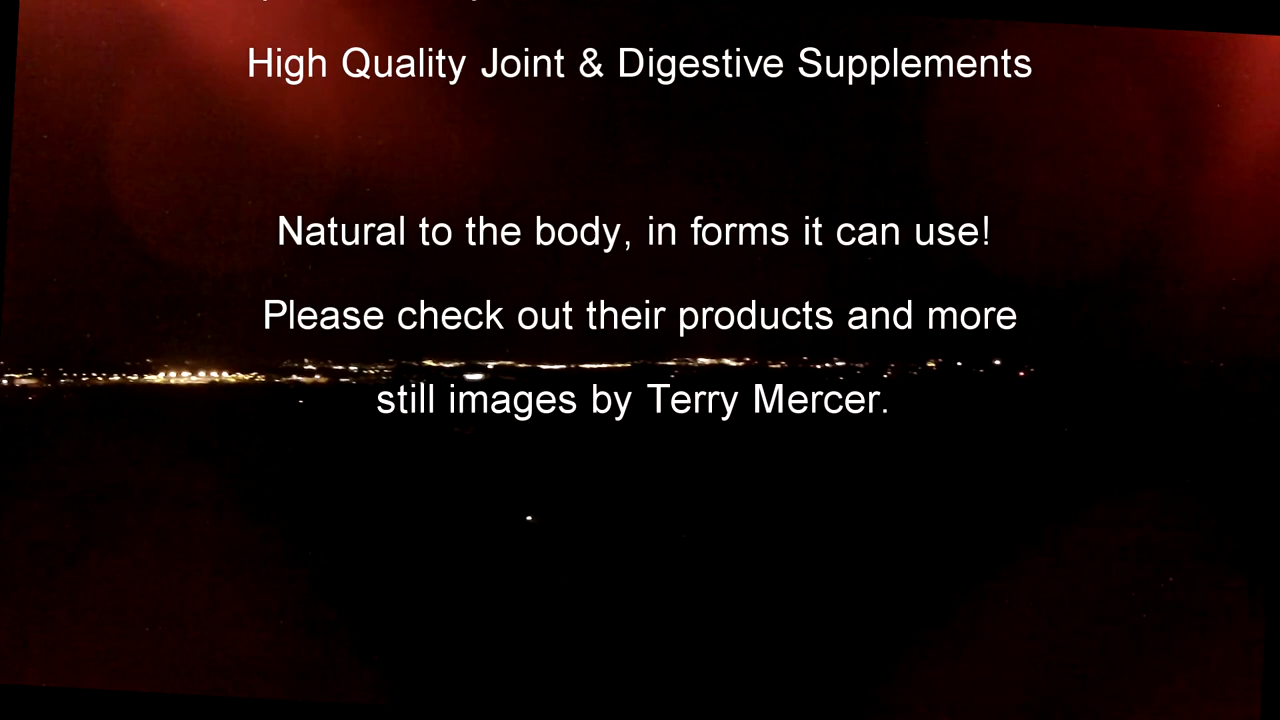 High Quality Joint & Digestive Supplements
Natural to the body, in forms it can use!
Please check out their products and more
still images by Terry Mercer.